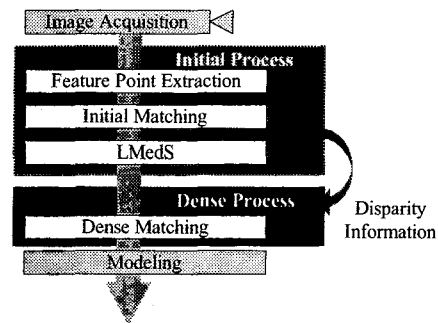 Image Acquisition
Initial Process
Feature Point Extraction
Initial Matching
LMedS
Dense Process
Dense Matching
Disparity
Information
Modeling